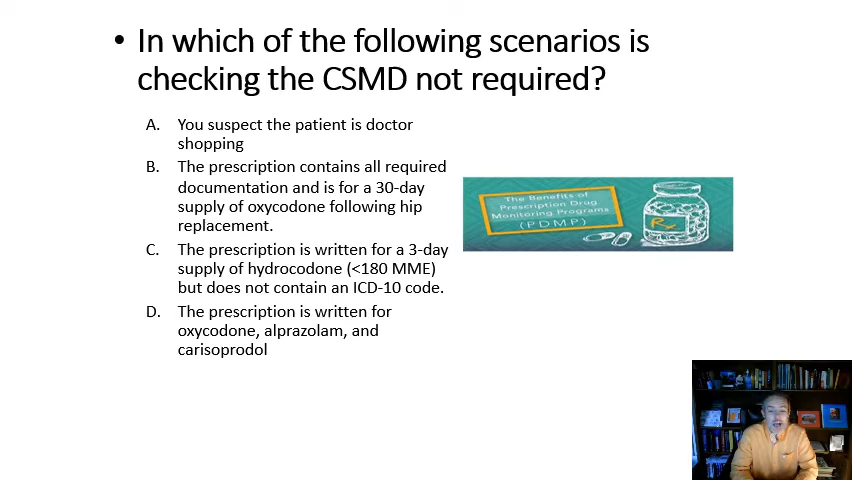 • In which of the following scenarios is
checking the CSMD not required?
A. You suspect the patient is doctor
shopping
B. The prescription contains all required
documentation and is for a 30-day
supply of oxycodone following hip
replacement.
C. The prescription is written for a 3-day
supply of hydrocodone (<180 MME)
but does not contain an ICD-10 code.
D. The prescription is written for
oxycodone, alprazolam, and
carisoprodol
The Benefits of
Prescription Drug
Monitoring Programs
(PDMP)
Rx